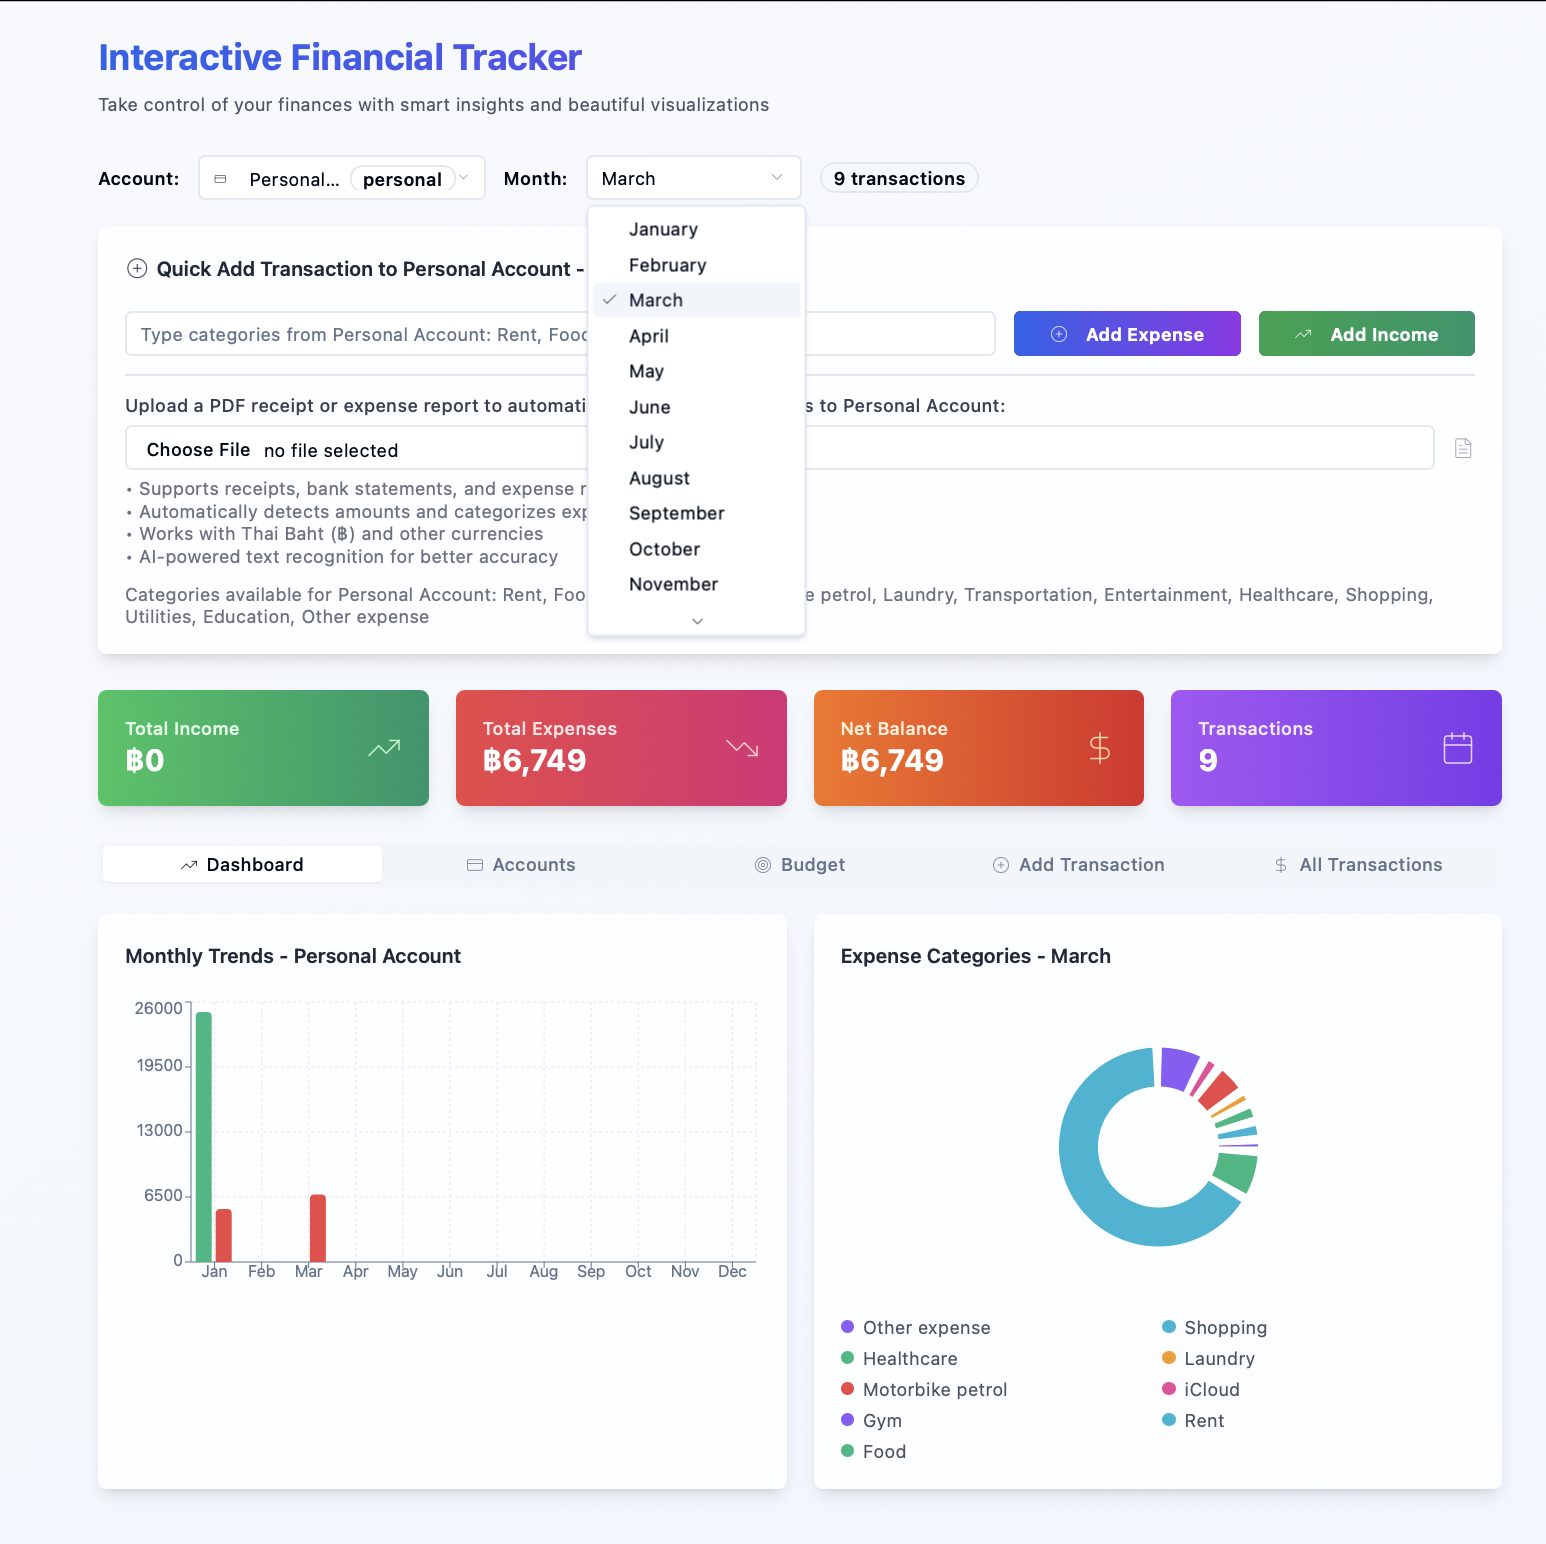 Interactive Financial Tracker
Take control of your finances with smart insights and beautiful visualizations
Account: Personal... personal Month: March 9 transactions
January
February
March
April
May
June
July
August
September
October
November
Quick Add Transaction to Personal Account -
Type categories from Personal Account: Rent, Food
Add Expense
Add Income
Upload a PDF receipt or expense report to automati s to Personal Account:
Choose File no file selected
• Supports receipts, bank statements, and expense r
• Automatically detects amounts and categorizes exp
• Works with Thai Baht (฿) and other currencies
• AI-powered text recognition for better accuracy
Categories available for Personal Account: Rent, Foo e petrol, Laundry, Transportation, Entertainment, Healthcare, Shopping,
Utilities, Education, Other expense
Total Income
฿0
Total Expenses
฿6,749
Net Balance
฿6,749
Transactions
9
Dashboard
Accounts
Budget
Add Transaction
All Transactions
Monthly Trends - Personal Account
26000
19500
13000
6500
0
Jan Feb Mar Apr May Jun Jul Aug Sep Oct Nov Dec
Expense Categories - March
Other expense
Shopping
Healthcare
Laundry
Motorbike petrol
iCloud
Gym
Rent
Food